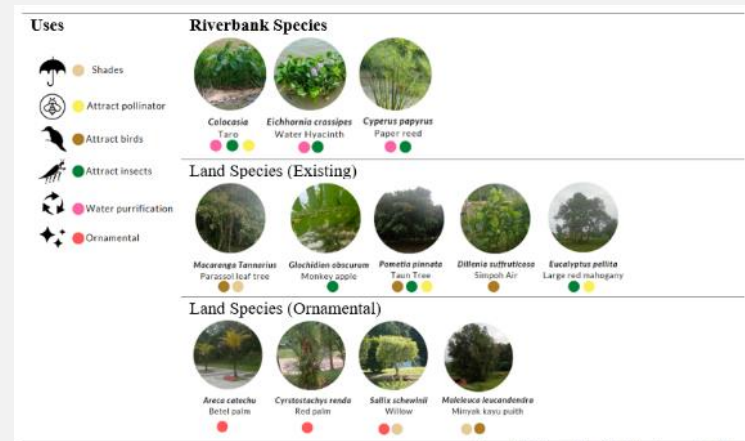 Uses
Riverbank Species
Shades
Attract pollinator
Attract birds
Attract insects
Water purrification
Ornamental
Colocasia
Taro
Eichhornia crassipes
Water Hyacinth
Cyperus papyrus
Paper reed
Land Species (Existing)
Macaranga Tannarius
Parassol leaf tree
Glochidion obscurum
Monkey apple
Pometia pinnata
Taun Tree
Dillenia suffruticosa
Simpoh Air
Eucalyptus pellita
Large red mahogany
Land Species (Ornamental)
Areca catechu
Betel palm
Cyrstostachys renda
Red palm
Sallix schewinii
Willow
Maleleuca leucandemdra
Minyak kayu puith